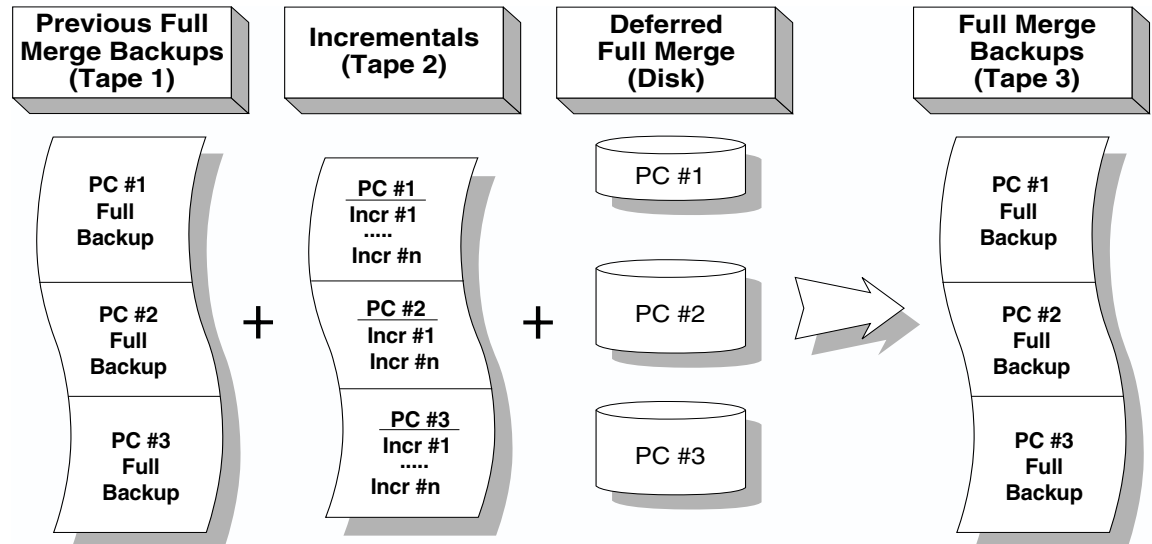 Previous Full
Merge Backups
(Tape 1)
Incrementals
(Tape 2)
Deferred
Full Merge
(Disk)
Full Merge
Backups
(Tape 3)
PC #1
Full
Backup
PC #2
Full
Backup
PC #3
Full
Backup
+
PC #1
Incr #1
.....
Incr #n
PC #2
Incr #1
Incr #n
PC #3
Incr #1
.....
Incr #n
+
PC #1
PC #2
PC #3
PC #1
Full
Backup
PC #2
Full
Backup
PC #3
Full
Backup